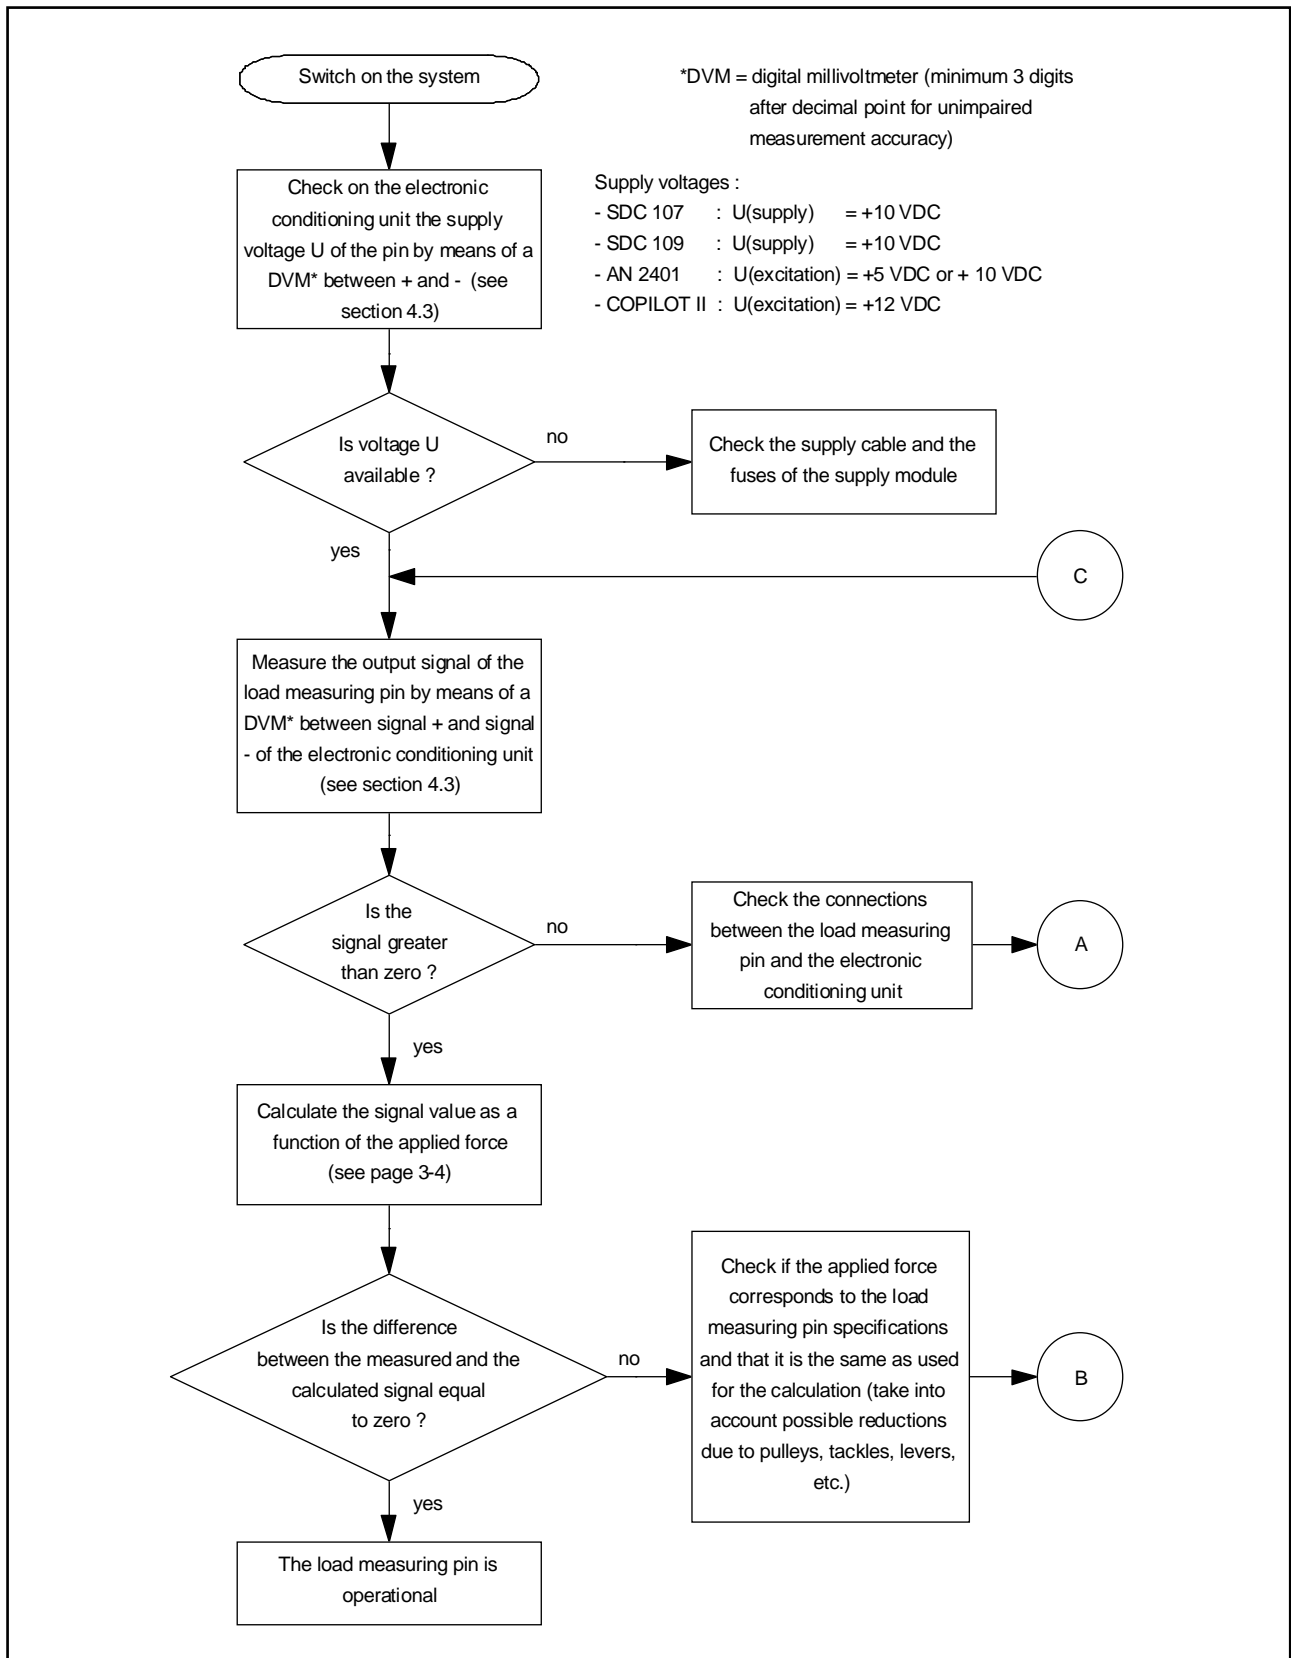 Switch on the system
*DVM = digital millivoltmeter (minimum 3 digits
after decimal point for unimpaired
measurement accuracy)
Check on the electronic
conditioning unit the supply
voltage U of the pin by means of a
DVM* between + and - (see
section 4.3)
Supply voltages :
- SDC 107 : U(supply) = +10 VDC
- SDC 109 : U(supply) = +10 VDC
- AN 2401 : U(excitation) = +5 VDC or + 10 VDC
- COPILOT II : U(excitation) = +12 VDC
Is voltage U
available ?
no
Check the supply cable and the
fuses of the supply module
yes
C
Measure the output signal of the
load measuring pin by means of a
DVM* between signal + and signal
- of the electronic conditioning unit
(see section 4.3)
Is the
signal greater
than zero ?
no
Check the connections
between the load measuring
pin and the electronic
conditioning unit
A
yes
Calculate the signal value as a
function of the applied force
(see page 3-4)
Is the difference
between the measured and the
calculated signal equal
to zero ?
no
Check if the applied force
corresponds to the load
measuring pin specifications
and that it is the same as used
for the calculation (take into
account possible reductions
due to pulleys, tackles, levers,
etc.)
B
yes
The load measuring pin is
operational